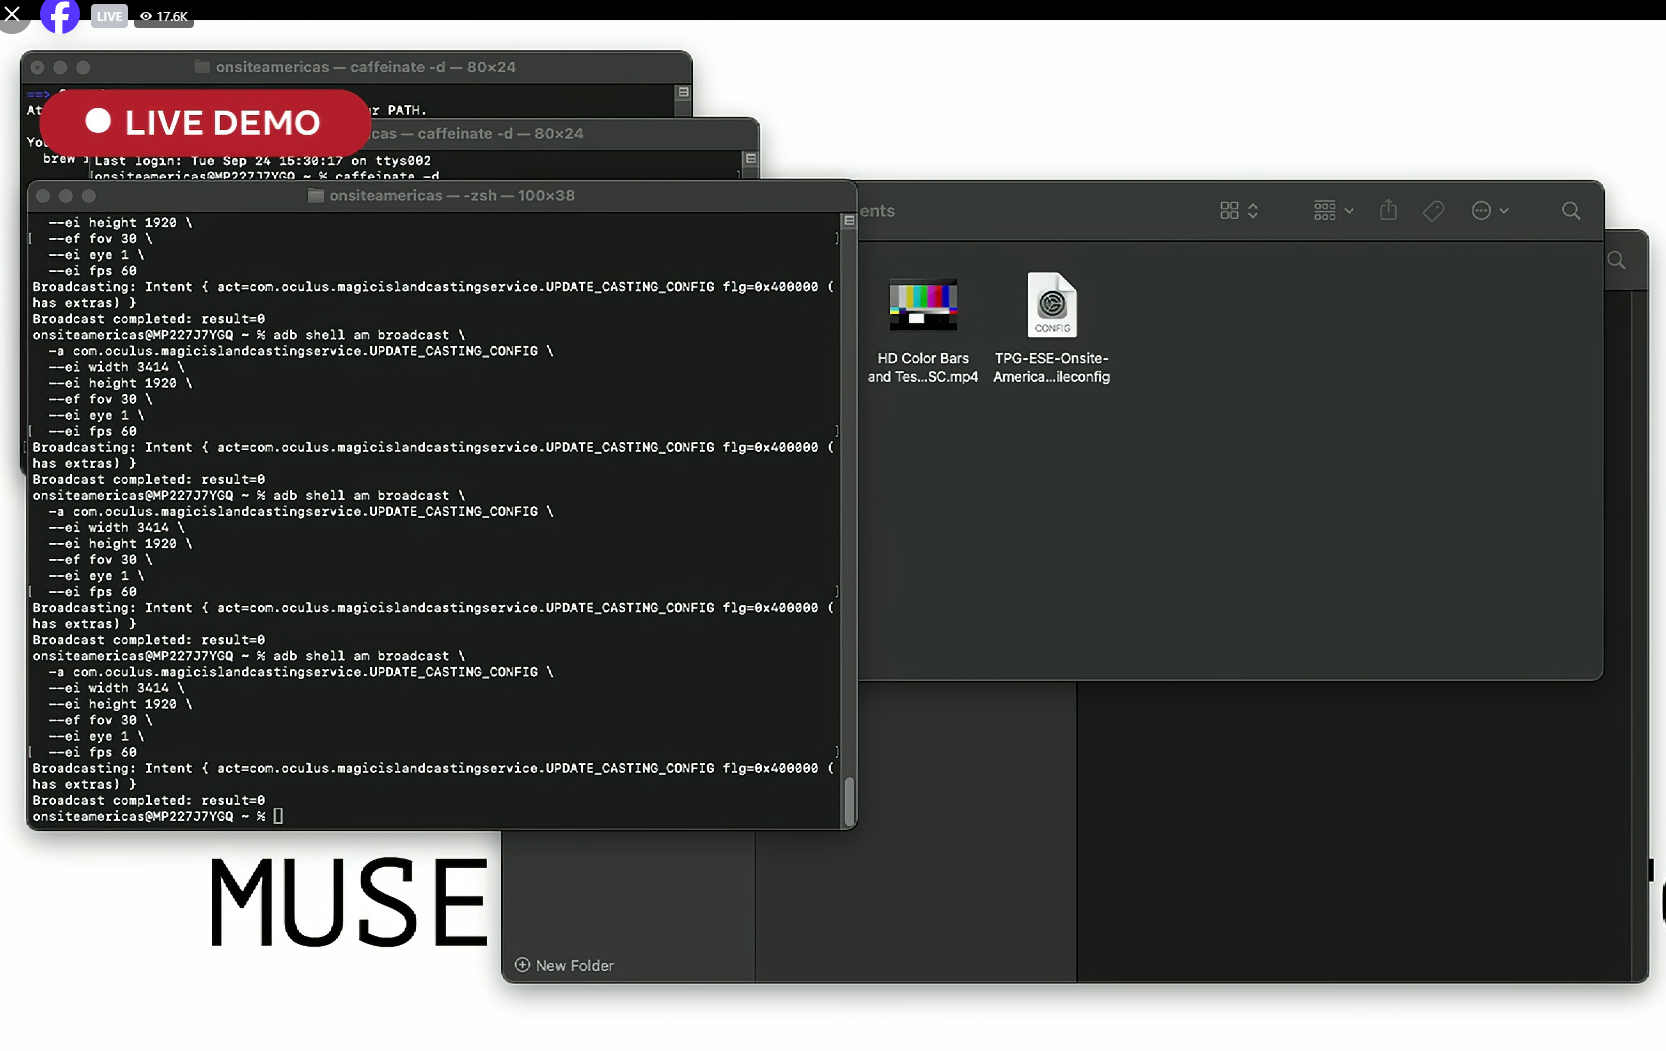 LIVE
17.6K
onsiteamericas — caffeinate -d — 80×24
==>
At
r PATH.
LIVE DEMO
cas — caffeinate -d — 80×24
You
brew
Last login: Tue Sep 24 15:30:17 on ttys002
[onsiteamericas@MP227J7YGQ ~ % caffeinate -d ]
onsiteamericas — -zsh — 100×38
--ei height 1920 \
[ --ef fov 30 \ ]
--ei eye 1 \
--ei fps 60
Broadcasting: Intent { act=com.oculus.magicislandcastingservice.UPDATE_CASTING_CONFIG flg=0x400000 (
has extras) }
Broadcast completed: result=0
onsiteamericas@MP227J7YGQ ~ % adb shell am broadcast \
-a com.oculus.magicislandcastingservice.UPDATE_CASTING_CONFIG \
--ei width 3414 \
--ei height 1920 \
--ef fov 30 \
--ei eye 1 \
[ --ei fps 60 ]
Broadcasting: Intent { act=com.oculus.magicislandcastingservice.UPDATE_CASTING_CONFIG flg=0x400000 (
has extras) }
Broadcast completed: result=0
onsiteamericas@MP227J7YGQ ~ % adb shell am broadcast \
-a com.oculus.magicislandcastingservice.UPDATE_CASTING_CONFIG \
--ei width 3414 \
--ei height 1920 \
--ef fov 30 \
--ei eye 1 \
[ --ei fps 60 ]
Broadcasting: Intent { act=com.oculus.magicislandcastingservice.UPDATE_CASTING_CONFIG flg=0x400000 (
has extras) }
Broadcast completed: result=0
onsiteamericas@MP227J7YGQ ~ % adb shell am broadcast \
-a com.oculus.magicislandcastingservice.UPDATE_CASTING_CONFIG \
--ei width 3414 \
--ei height 1920 \
--ef fov 30 \
--ei eye 1 \
[ --ei fps 60 ]
Broadcasting: Intent { act=com.oculus.magicislandcastingservice.UPDATE_CASTING_CONFIG flg=0x400000 (
has extras) }
Broadcast completed: result=0
onsiteamericas@MP227J7YGQ ~ %
ents
CONFIG
HD Color Bars
and Tes...SC.mp4
TPG-ESE-Onsite-
America...ileconfig
MUSE
New Folder